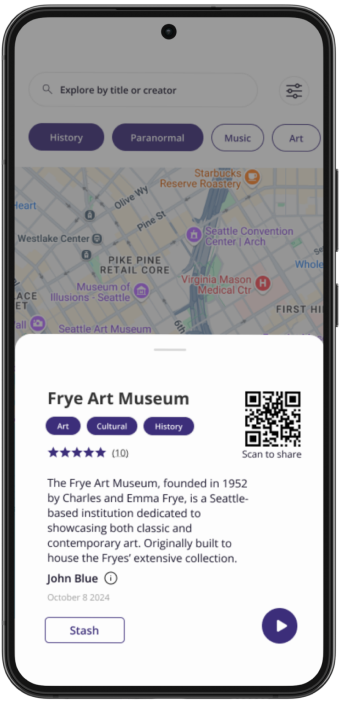 Explore by title or creator
History
Paranormal
Music
Art
Starbucks
Reserve Roastery
Heart
Olive Wy
Pine St
Westlake Center
Seattle Convention
Center | Arch
PIKE PINE
RETAIL CORE
Whole
Virginia Mason
Medical Ctr
Museum of
Illusions - Seattle
ACE
ET
FIRST HI
all
Seattle Art Museum
6th
Frye Art Museum
Art
Cultural
History
(10)
Scan to share
The Frye Art Museum, founded in 1952
by Charles and Emma Frye, is a Seattle-
based institution dedicated to
showcasing both classic and
contemporary art. Originally built to
house the Fryes’ extensive collection.
John Blue
October 8 2024
Stash